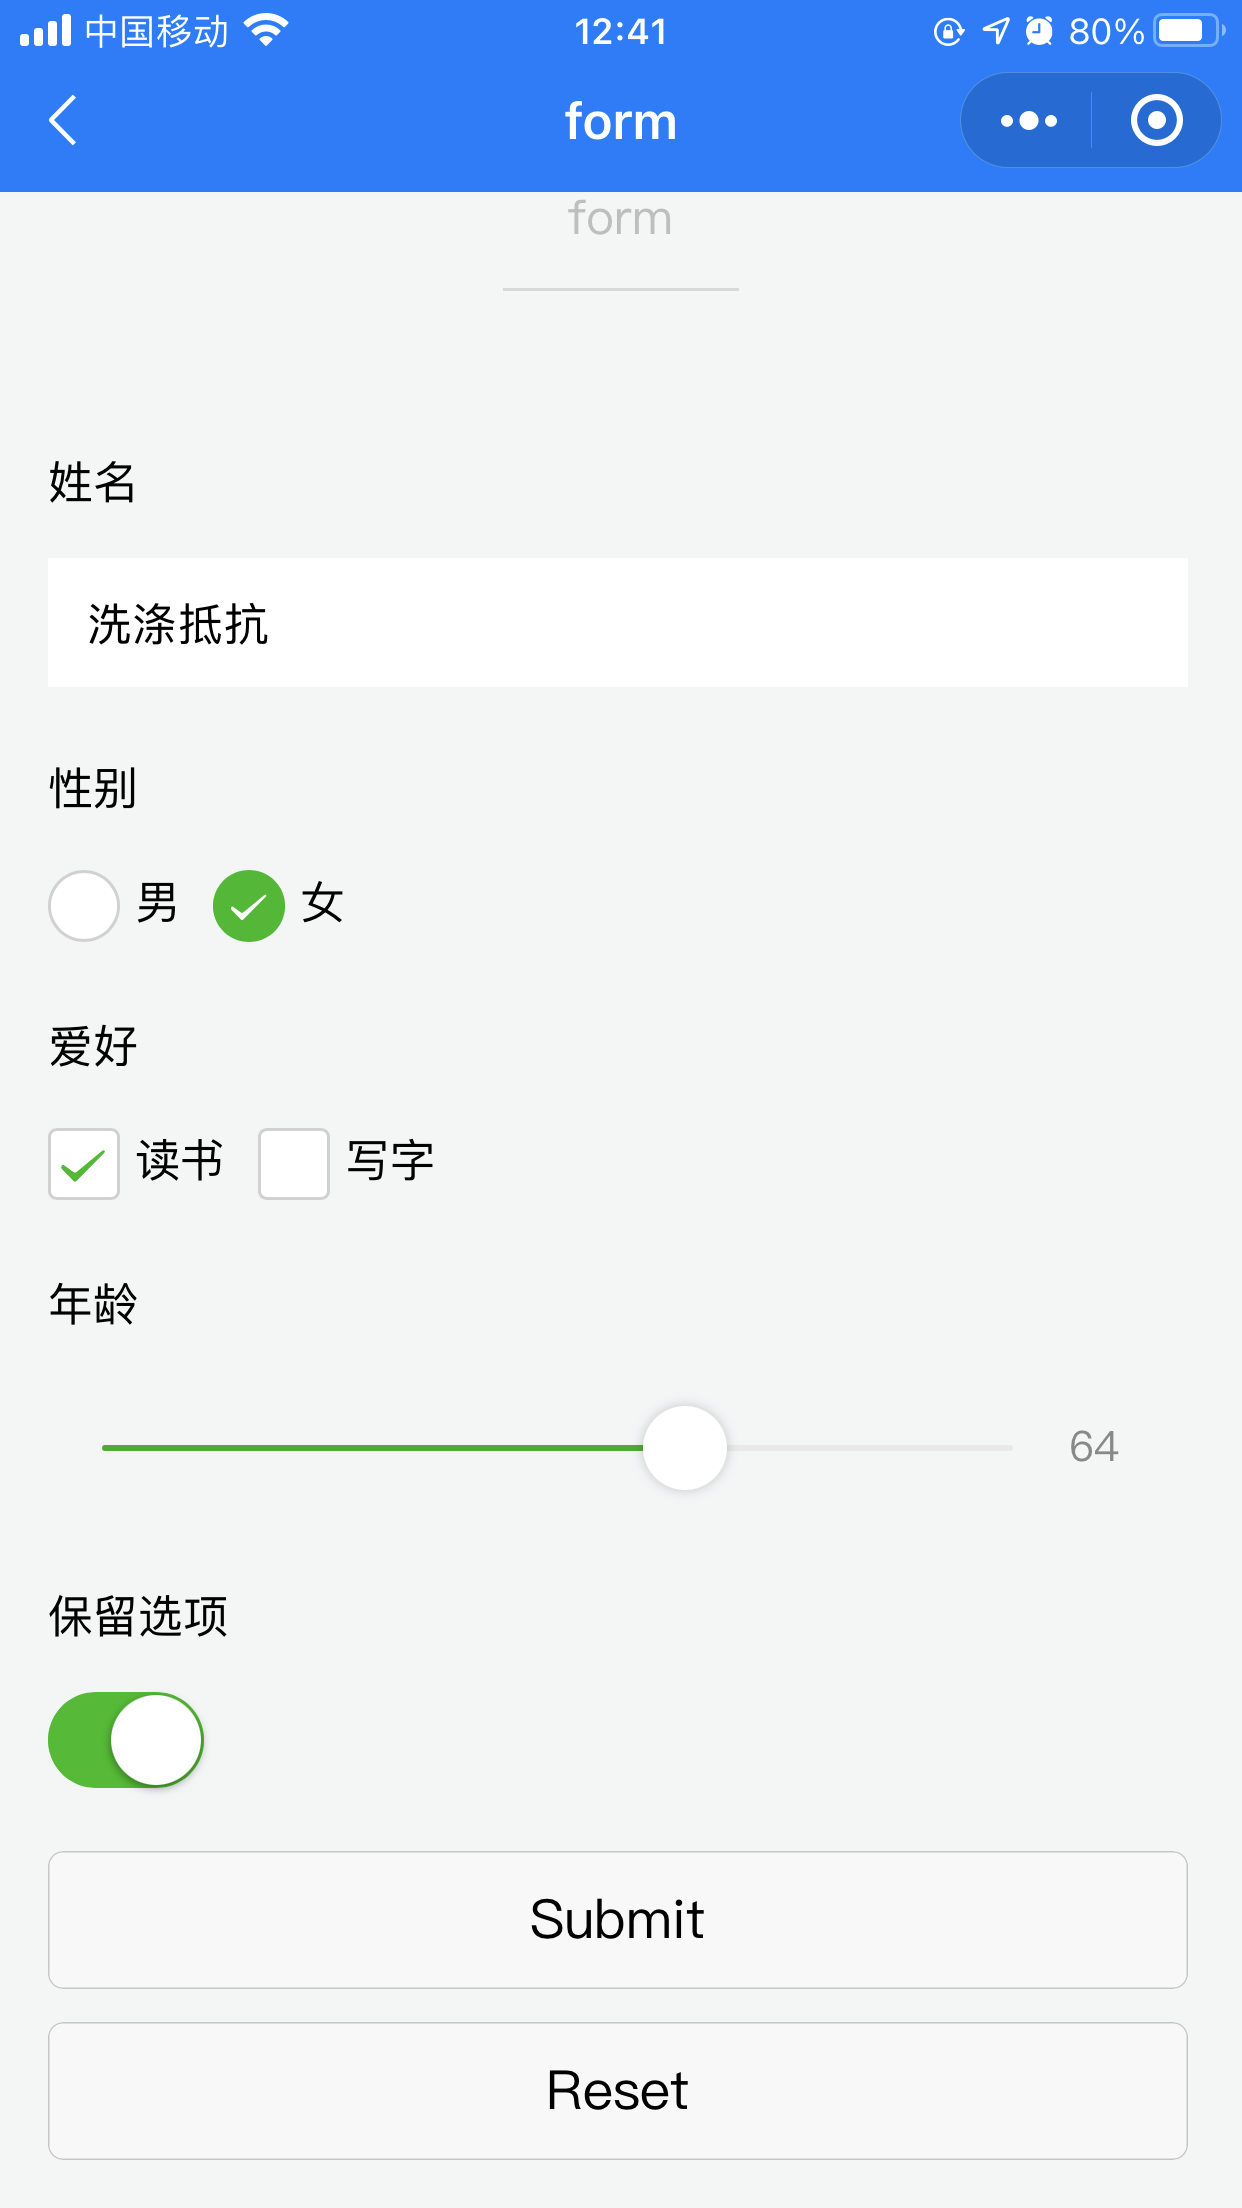 中国移动 12:41 80%
form
form
姓名
洗涤抵抗
性别
男 女
爱好
读书 写字
年龄
64
保留选项
Submit
Reset